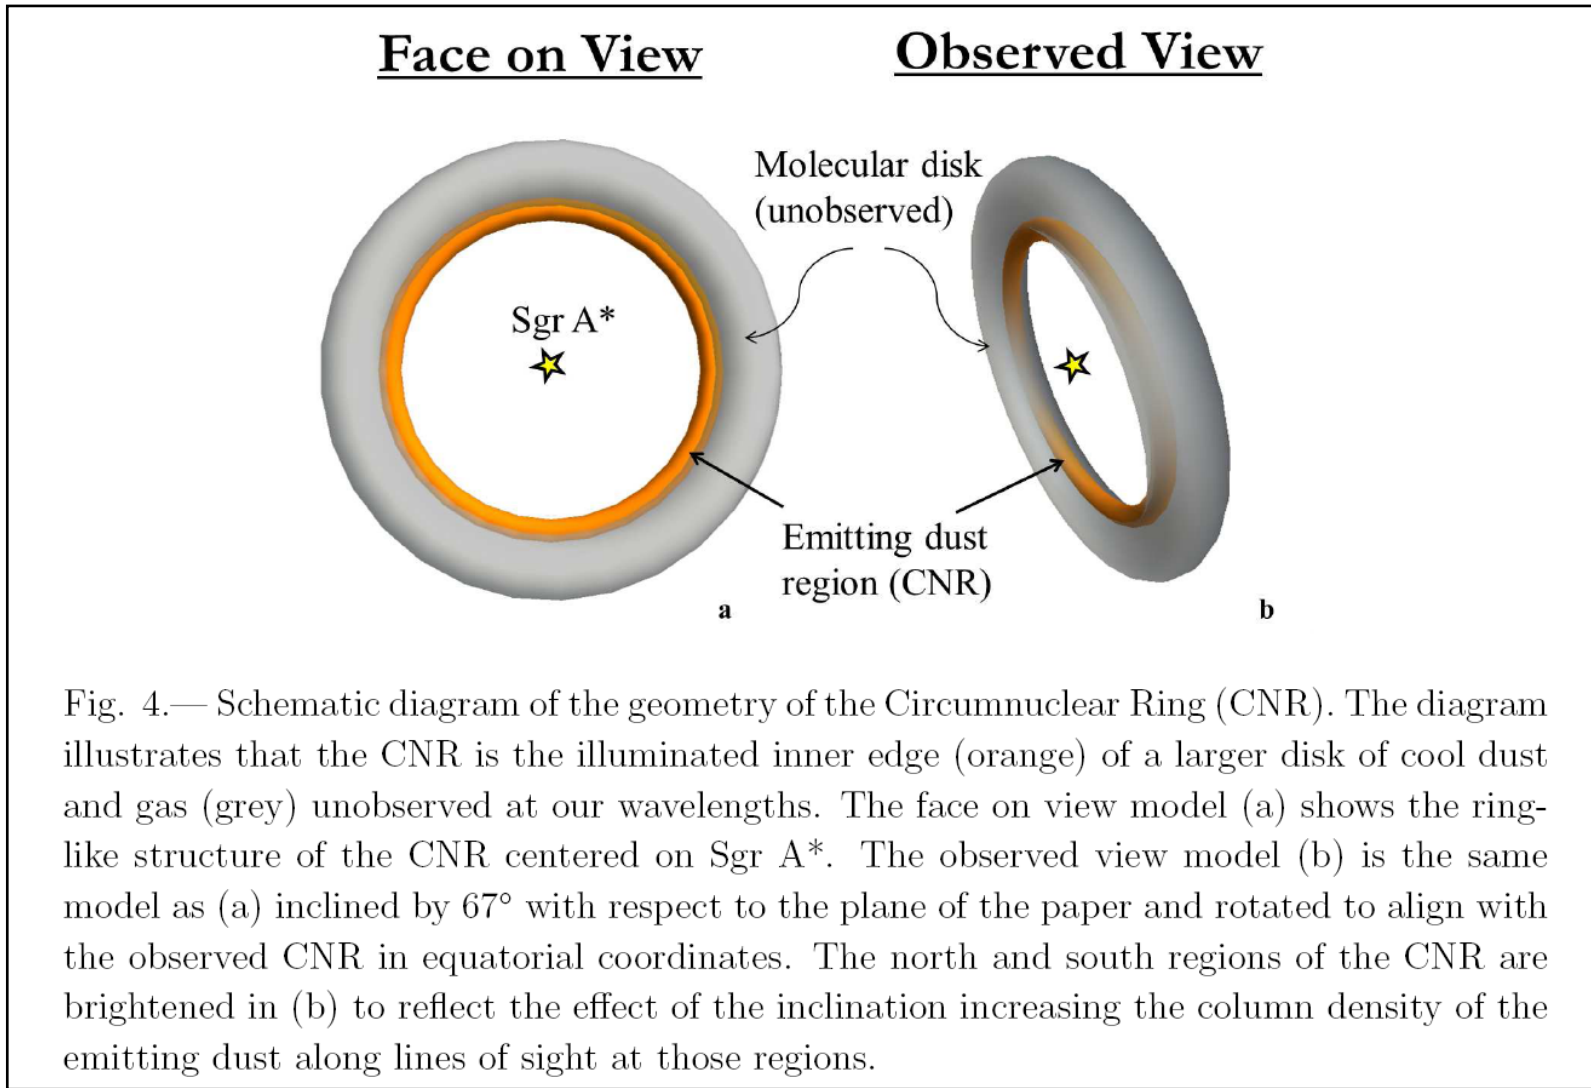 Face on View
Observed View
Molecular disk
(unobserved)
Sgr A*
Emitting dust
region (CNR)
a
b
Fig. 4.— Schematic diagram of the geometry of the Circumnuclear Ring (CNR). The diagram
illustrates that the CNR is the illuminated inner edge (orange) of a larger disk of cool dust
and gas (grey) unobserved at our wavelengths. The face on view model (a) shows the ring-
like structure of the CNR centered on Sgr A*. The observed view model (b) is the same
model as (a) inclined by 67° with respect to the plane of the paper and rotated to align with
the observed CNR in equatorial coordinates. The north and south regions of the CNR are
brightened in (b) to reflect the effect of the inclination increasing the column density of the
emitting dust along lines of sight at those regions.